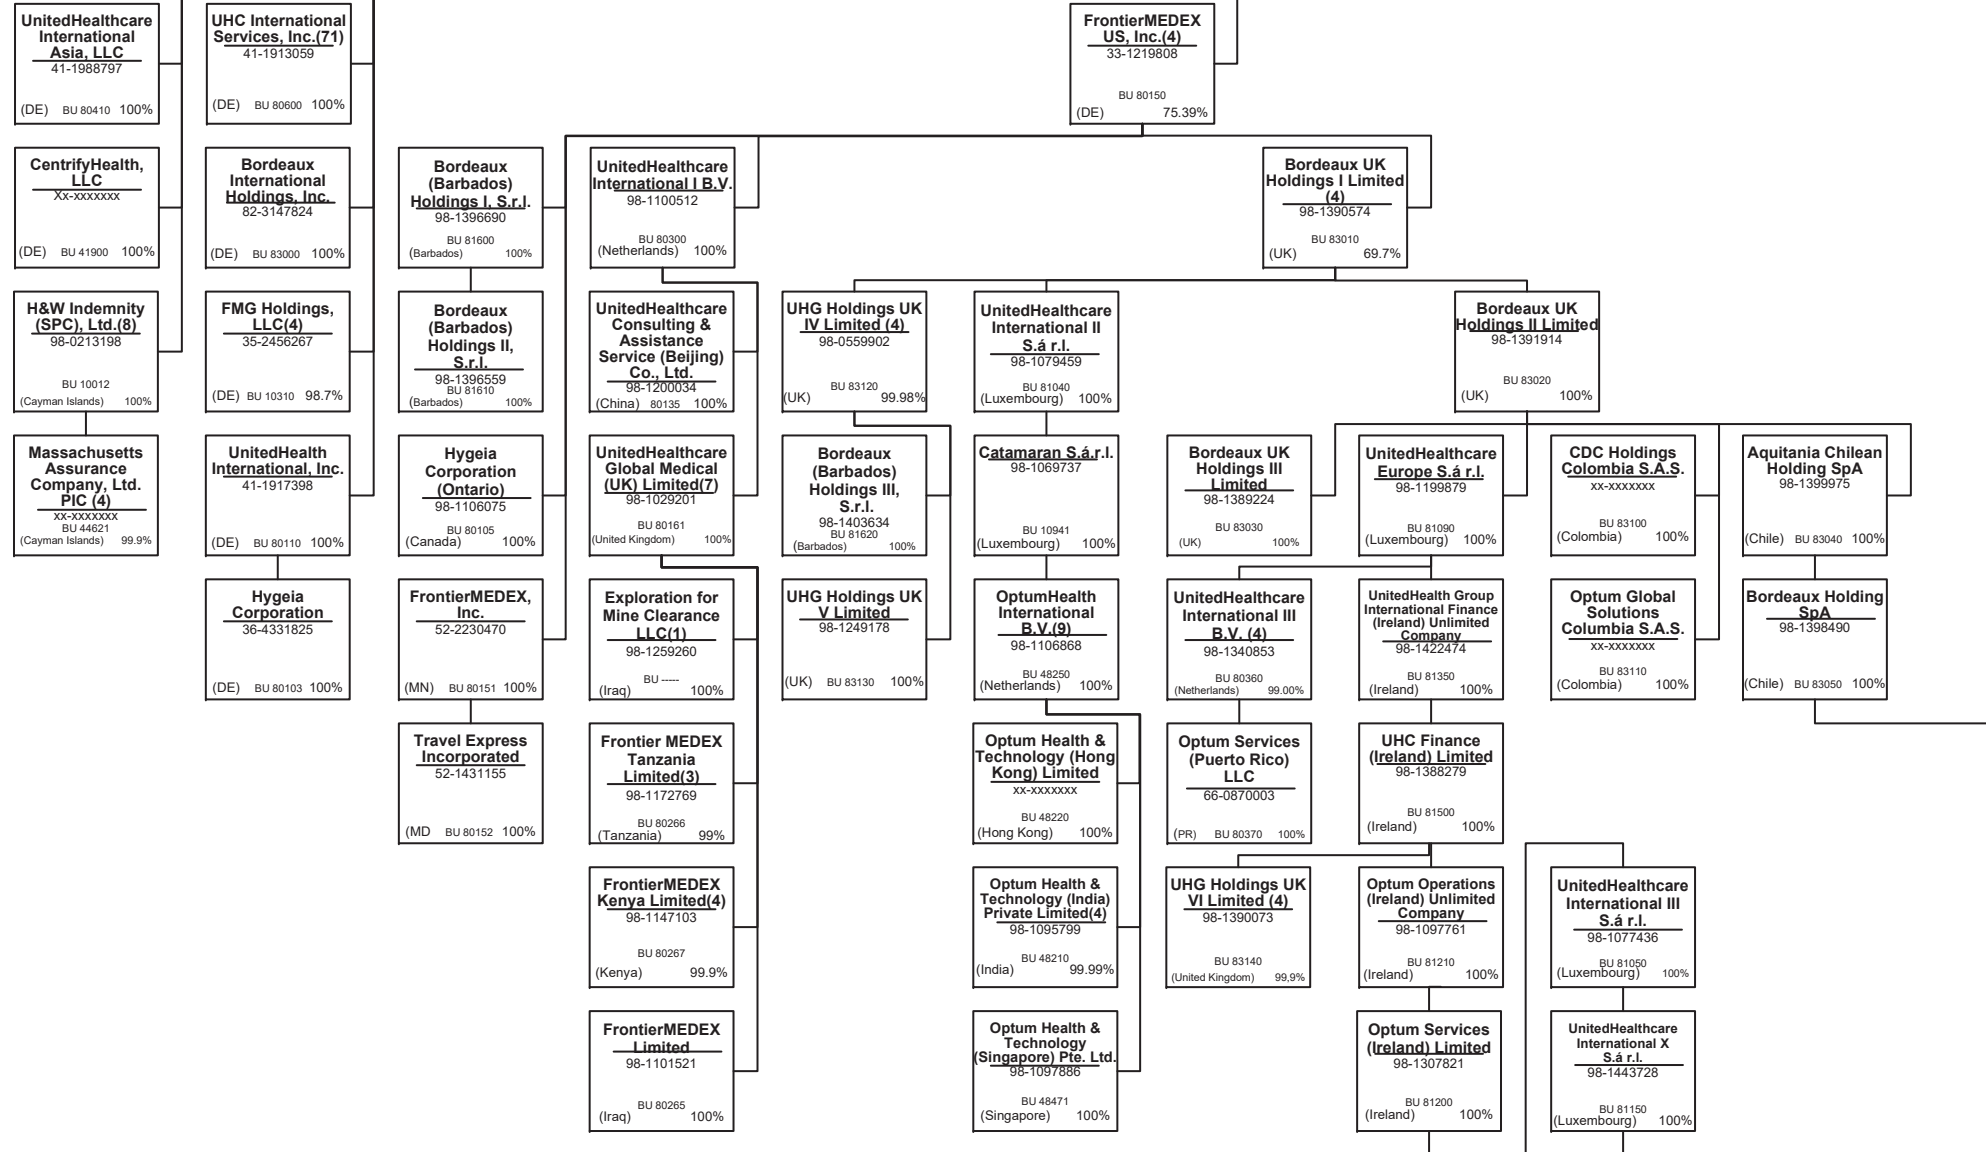 UnitedHealthcare
International
Asia, LLC
41-1988797
(DE) BU 80410 100%
UHC International
Services, Inc.(71)
41-1913059
(DE) BU 80600 100%
FrontierMEDEX
US, Inc.(4)
33-1219808
BU 80150
(DE) 75.39%
CentrifyHealth,
LLC
Xx-xxxxxxx
(DE) BU 41900 100%
Bordeaux
International
Holdings, Inc.
82-3147824
(DE) BU 83000 100%
Bordeaux
(Barbados)
Holdings I, S.r.l.
98-1396690
BU 81600
(Barbados) 100%
UnitedHealthcare
International I B.V.
98-1100512
BU 80300
(Netherlands) 100%
Bordeaux UK
Holdings I Limited
(4)
98-1390574
BU 83010
(UK) 69.7%
H&W Indemnity
(SPC), Ltd.(8)
98-0213198
BU 10012
(Cayman Islands) 100%
FMG Holdings,
LLC(4)
35-2456267
(DE) BU 10310 98.7%
Bordeaux
(Barbados)
Holdings II,
S.r.l.
98-1396559
BU 81610
(Barbados) 100%
UnitedHealthcare
Consulting &
Assistance
Service (Beijing)
Co., Ltd.
98-1200034
(China) 80135 100%
UHG Holdings UK
IV Limited (4)
98-0559902
BU 83120
(UK) 99.98%
UnitedHealthcare
International II
S.á r.l.
98-1079459
BU 81040
(Luxembourg) 100%
Bordeaux UK
Holdings II Limited
98-1391914
BU 83020
(UK) 100%
Massachusetts
Assurance
Company, Ltd.
PIC (4)
xx-xxxxxxx
BU 44621
(Cayman Islands) 99.9%
UnitedHealth
International, Inc.
41-1917398
(DE) BU 80110 100%
Hygeia
Corporation
(Ontario)
98-1106075
BU 80105
(Canada) 100%
UnitedHealthcare
Global Medical
(UK) Limited(7)
98-1029201
BU 80161
(United Kingdom) 100%
Bordeaux
(Barbados)
Holdings III,
S.r.l.
98-1403634
BU 81620
(Barbados) 100%
Catamaran S.á.r.l.
98-1069737
BU 10941
(Luxembourg) 100%
Bordeaux UK
Holdings III
Limited
98-1389224
BU 83030
(UK) 100%
UnitedHealthcare
Europe S.á r.l.
98-1199879
BU 81090
(Luxembourg) 100%
CDC Holdings
Colombia S.A.S.
xx-xxxxxxx
BU 83100
(Colombia) 100%
Aquitania Chilean
Holding SpA
98-1399975
(Chile) BU 83040 100%
Hygeia
Corporation
36-4331825
(DE) BU 80103 100%
FrontierMEDEX,
Inc.
52-2230470
(MN) BU 80151 100%
Exploration for
Mine Clearance
LLC(1)
98-1259260
BU -----
(Iraq) 100%
UHG Holdings UK
V Limited
98-1249178
(UK) BU 83130 100%
OptumHealth
International
B.V.(9)
98-1106868
BU 48250
(Netherlands) 100%
UnitedHealthcare
International III
B.V. (4)
98-1340853
BU 80360
(Netherlands) 99.00%
UnitedHealth Group
International Finance
(Ireland) Unlimited
Company
98-1422474
BU 81350
(Ireland) 100%
Optum Global
Solutions
Columbia S.A.S.
xx-xxxxxxx
BU 83110
(Colombia) 100%
Bordeaux Holding
SpA
98-1398490
(Chile) BU 83050 100%
Travel Express
Incorporated
52-1431155
(MD BU 80152 100%
Frontier MEDEX
Tanzania
Limited(3)
98-1172769
BU 80266
(Tanzania) 99%
Optum Health &
Technology (Hong
Kong) Limited
xx-xxxxxxx
BU 48220
(Hong Kong) 100%
Optum Services
(Puerto Rico)
LLC
66-0870003
(PR) BU 80370 100%
UHC Finance
(Ireland) Limited
98-1388279
BU 81500
(Ireland) 100%
FrontierMEDEX
Kenya Limited(4)
98-1147103
BU 80267
(Kenya) 99.9%
Optum Health &
Technology (India)
Private Limited(4)
98-1095799
BU 48210
(India) 99.99%
UHG Holdings UK
VI Limited (4)
98-1390073
BU 83140
(United Kingdom) 99,9%
Optum Operations
(Ireland) Unlimited
Company
98-1097761
BU 81210
(Ireland) 100%
UnitedHealthcare
International III
S.á r.l.
98-1077436
BU 81050
(Luxembourg) 100%
FrontierMEDEX
Limited
98-1101521
BU 80265
(Iraq) 100%
Optum Health &
Technology
(Singapore) Pte. Ltd.
98-1097886
BU 48471
(Singapore) 100%
Optum Services
(Ireland) Limited
98-1307821
BU 81200
(Ireland) 100%
UnitedHealthcare
International X
S.á r.l.
98-1443728
BU 81150
(Luxembourg) 100%